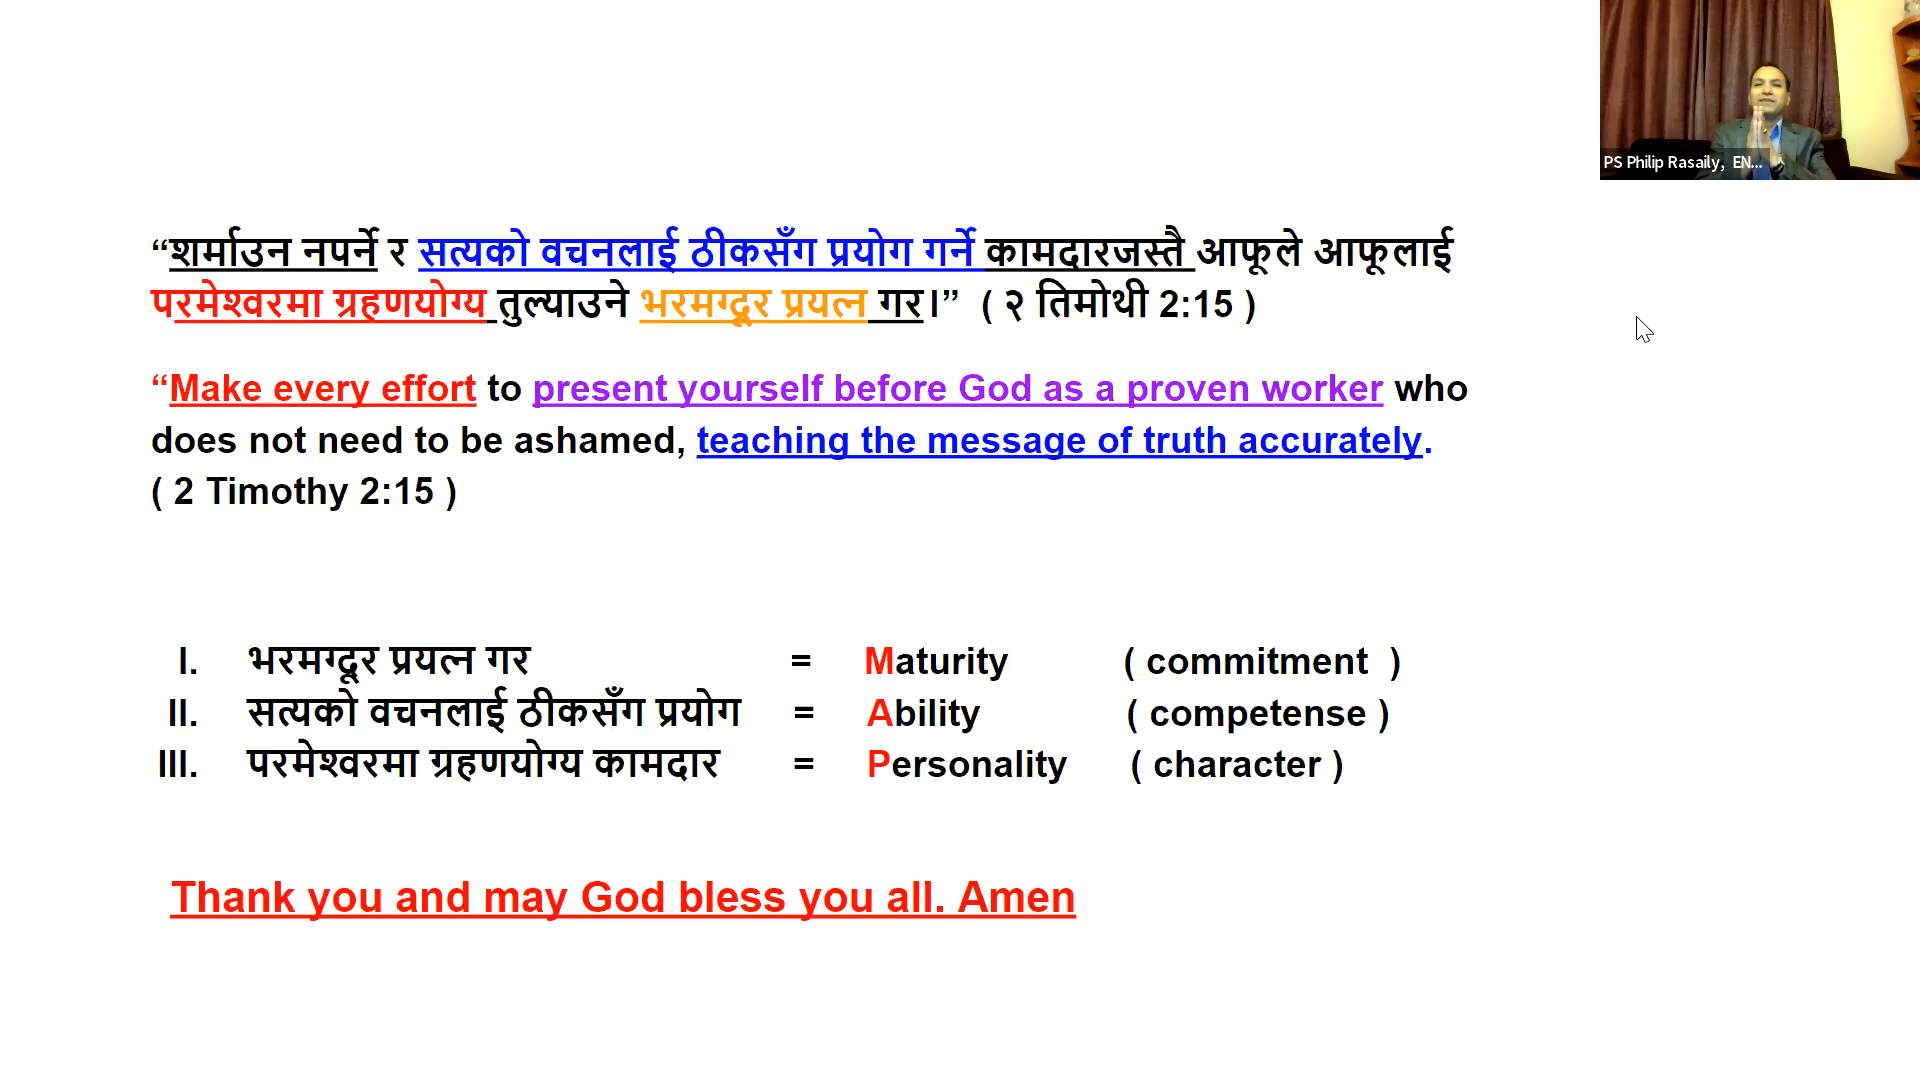 PS Philip Rasaily, EN...
“शर्माउन नपर्ने र सत्यको वचनलाई ठीकसँग प्रयोग गर्ने कामदारजस्तै आफूले आफूलाई
परमेश्वरमा ग्रहणयोग्य तुल्याउने भरमग्दूर प्रयत्न गर।” ( २ तिमोथी 2:15 )
“Make every effort to present yourself before God as a proven worker who
does not need to be ashamed, teaching the message of truth accurately.
( 2 Timothy 2:15 )
I. भरमग्दूर प्रयत्न गर = Maturity ( commitment )
II. सत्यको वचनलाई ठीकसँग प्रयोग = Ability ( competense )
III. परमेश्वरमा ग्रहणयोग्य कामदार = Personality ( character )
Thank you and may God bless you all. Amen